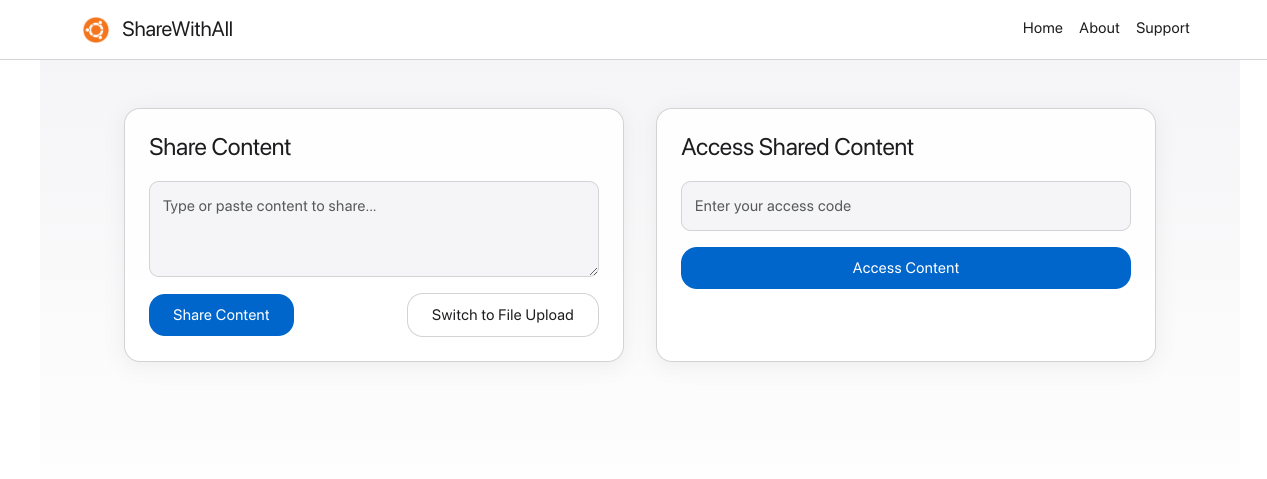 ShareWithAll
Home About Support
Share Content
Type or paste content to share...
Share Content
Switch to File Upload
Access Shared Content
Enter your access code
Access Content